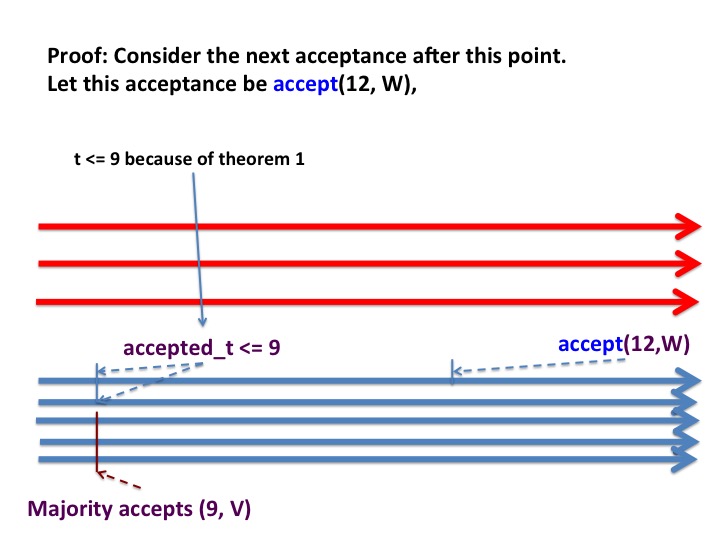 Proof: Consider the next acceptance after this point.
Let this acceptance be accept(12, W),
t <= 9 because of theorem 1
accepted_t <= 9
accept(12,W)
Majority accepts (9, V)